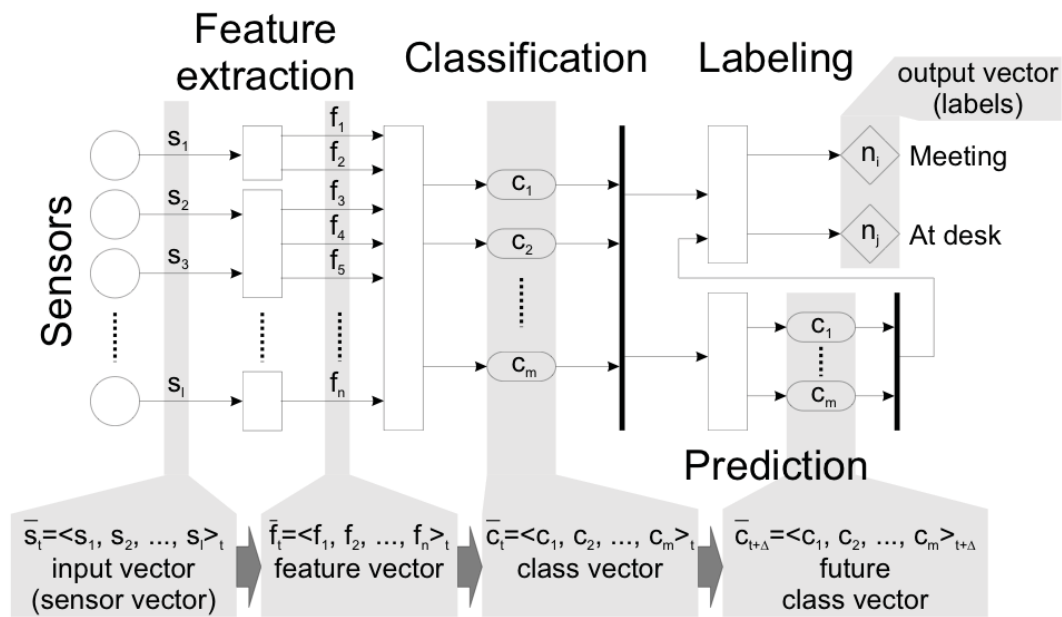 Feature
extraction
Classification
Labeling
output vector
(labels)
Sensors
s₁
s₂
s₃
sₗ
f₁
f₂
f₃
f₄
f₅
fₙ
c₁
c₂
cₘ
nᵢ
Meeting
nⱼ
At desk
c₁
cₘ
Prediction
s̅ₜ=<s₁, s₂, ..., sₗ>ₜ
input vector
(sensor vector)
f̅ₜ=<f₁, f₂, ..., fₙ>ₜ
feature vector
c̅ₜ=<c₁, c₂, ..., cₘ>ₜ
class vector
c̅ₜ₊Δ=<c₁, c₂, ..., cₘ>ₜ₊Δ
future
class vector